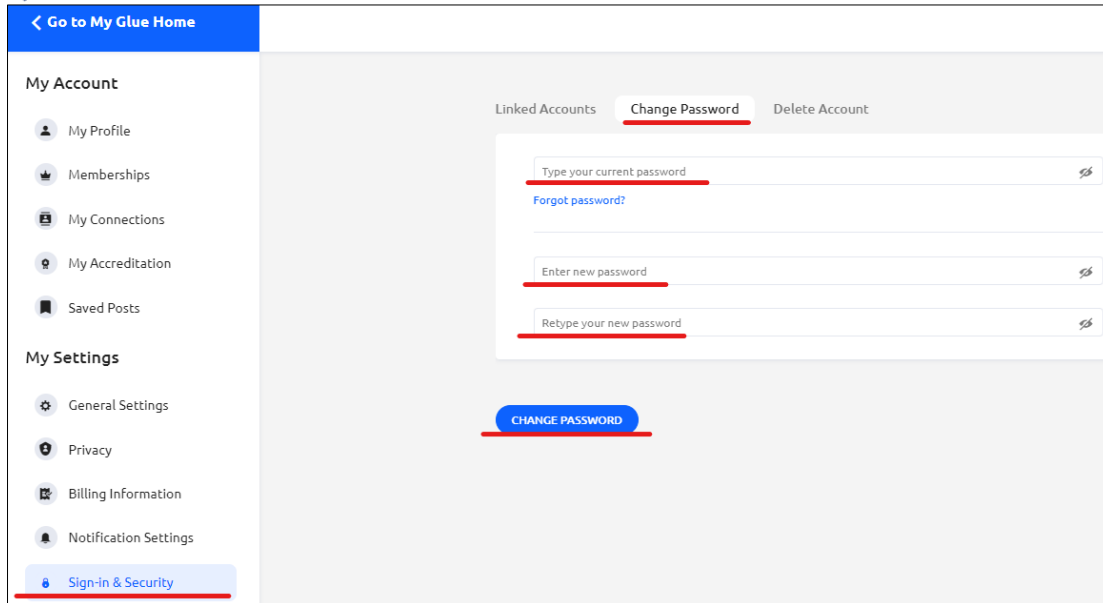 Go to My Glue Home
My Account
My Profile
Memberships
My Connections
My Accreditation
Saved Posts
My Settings
General Settings
Privacy
Billing Information
Notification Settings
Sign-in & Security
Linked Accounts Change Password Delete Account
Type your current password
Forgot password?
Enter new password
Retype your new password
CHANGE PASSWORD